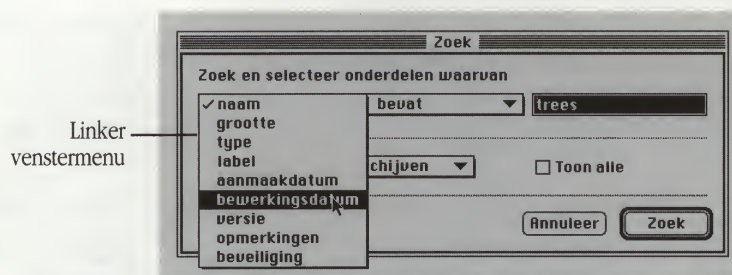 Zoek
Zoek en selecteer onderdelen waarvan
✓ naam bevat trees
Linker venstermenu
grootte
type
label
chijven Toon alle
aanmaakdatum
bewerkingsdatum
versie Annuleer Zoek
opmerkingen
beveiliging